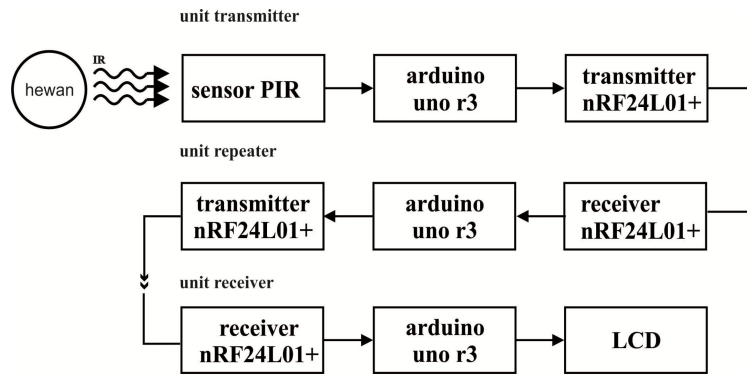 unit transmitter
IR
hewan
sensor PIR
arduino
uno r3
transmitter
nRF24L01+
unit repeater
transmitter
nRF24L01+
arduino
uno r3
receiver
nRF24L01+
unit receiver
receiver
nRF24L01+
arduino
uno r3
LCD